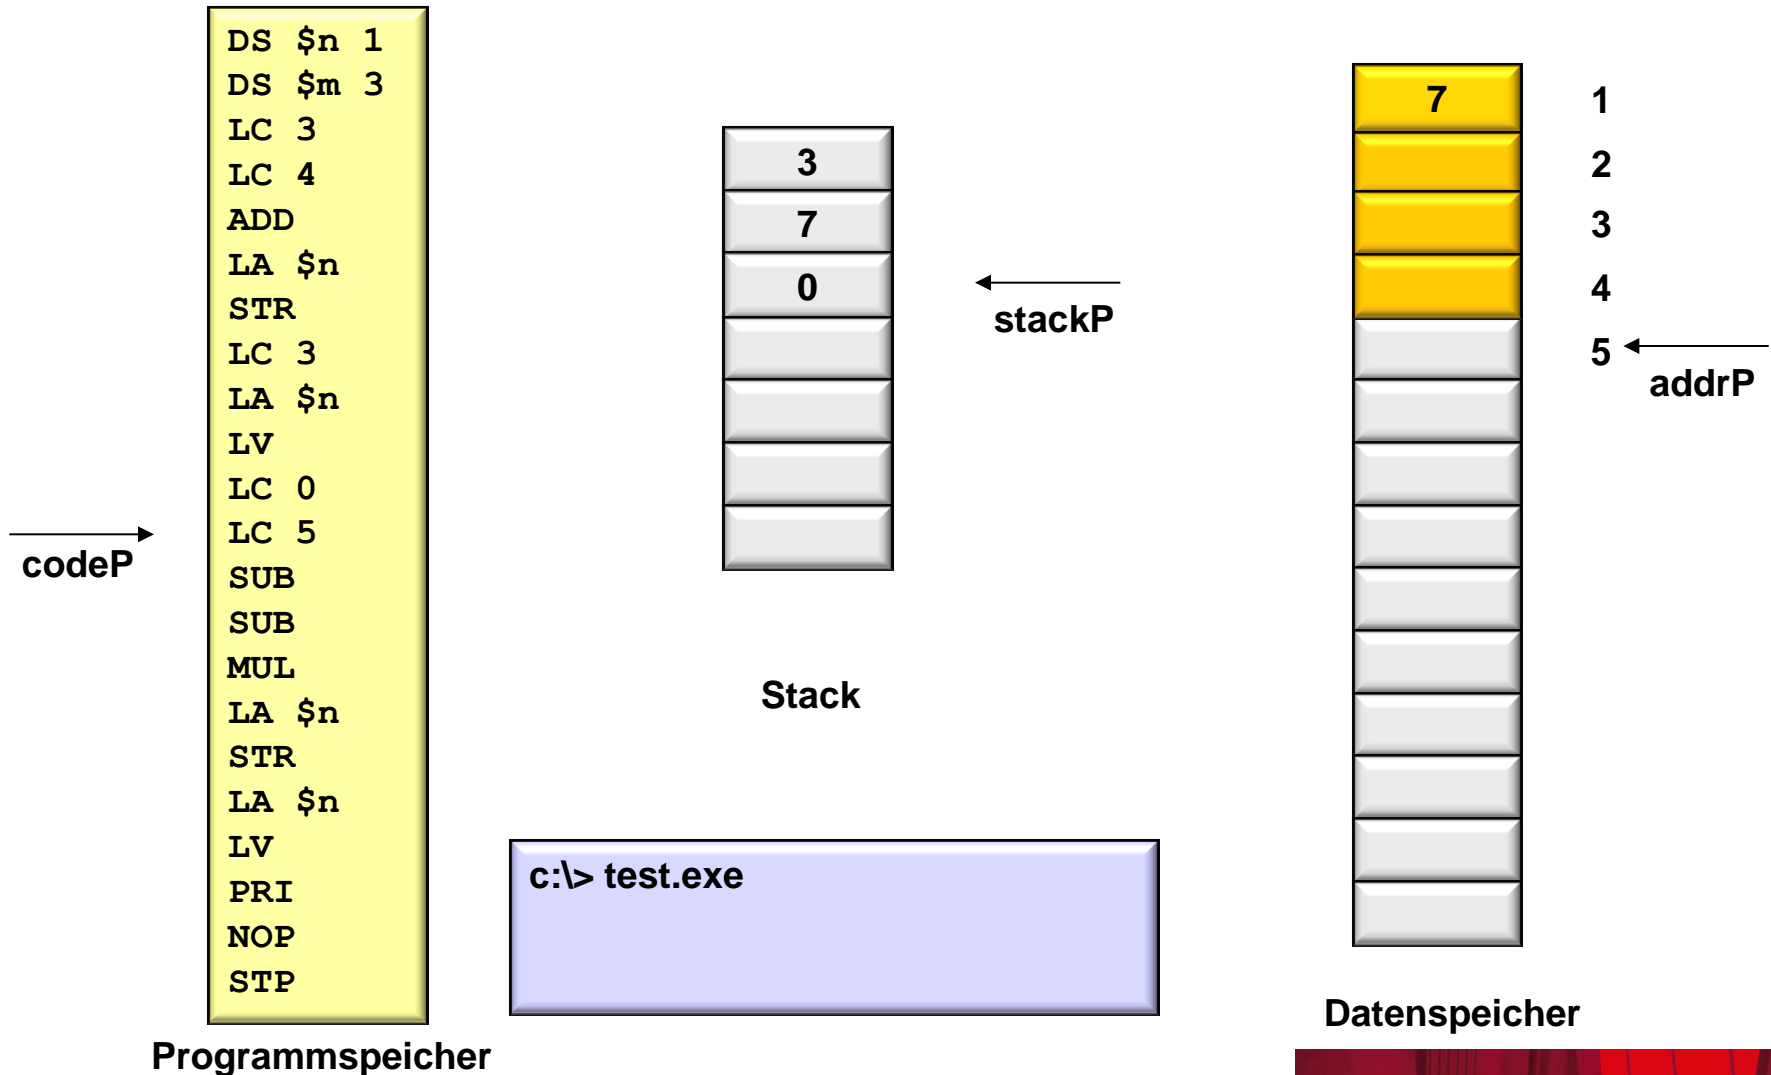 DS $n 1
DS $m 3
LC 3
LC 4
ADD
LA $n
STR
LC 3
LA $n
LV
LC 0
LC 5
SUB
SUB
MUL
LA $n
STR
LA $n
LV
PRI
NOP
STP
Programmspeicher
codeP
3
7
0
stackP
Stack
c:\> test.exe
7
1
2
3
4
5
addrP
Datenspeicher